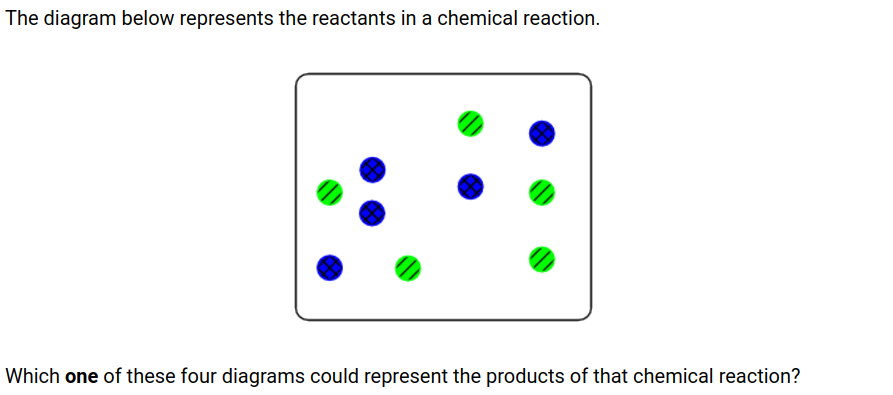 The diagram below represents the reactants in a chemical reaction.
Which one of these four diagrams could represent the products of that chemical reaction?